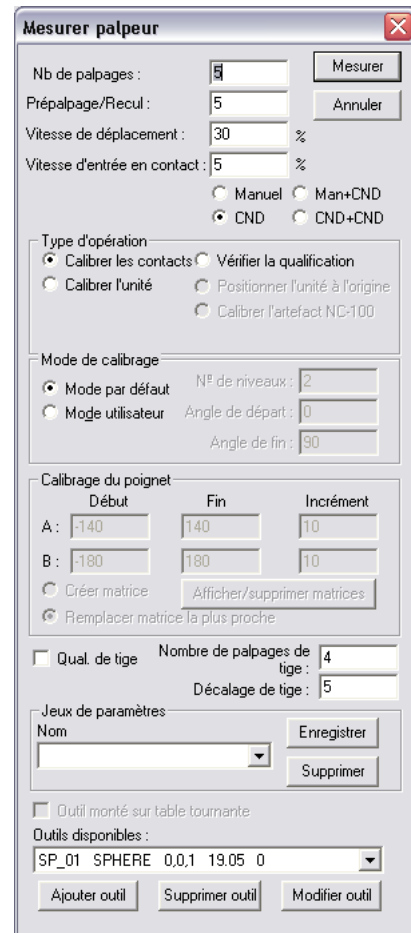 Mesurer palpeur
Nb de palpages : 5 Mesurer
Prépalpage/Recul : 5 Annuler
Vitesse de déplacement : 30 %
Vitesse d'entrée en contact : 5 %
Manuel Man+CND
CND CND+CND
Type d'opération
Calibrer les contacts Vérifier la qualification
Calibrer l'unité Positionner l'unité à l'origine
Calibrer l'artefact NC-100
Mode de calibrage
Mode par défaut Nº de niveaux : 2
Mode utilisateur Angle de départ : 0
Angle de fin : 90
Calibrage du poignet
Début Fin Incrément
A : -140 140 10
B : -180 180 10
Créer matrice Afficher/supprimer matrices
Remplacer matrice la plus proche
Qual. de tige Nombre de palpages de tige : 4
Décalage de tige : 5
Jeux de paramètres
Nom Enregistrer
Supprimer
Outil monté sur table tournante
Outils disponibles :
SP_01 SPHERE 0,0,1 19.05 0
Ajouter outil Supprimer outil Modifier outil